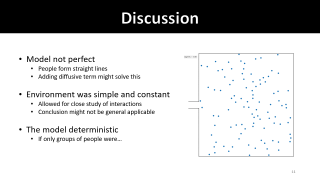 Discussion
• Model not perfect
• People form straight lines
• Adding diffusive term might solve this
• Environment was simple and constant
• Allowed for close study of interactions
• Conclusion might not be general applicable
• The model deterministic
• If only groups of people were...